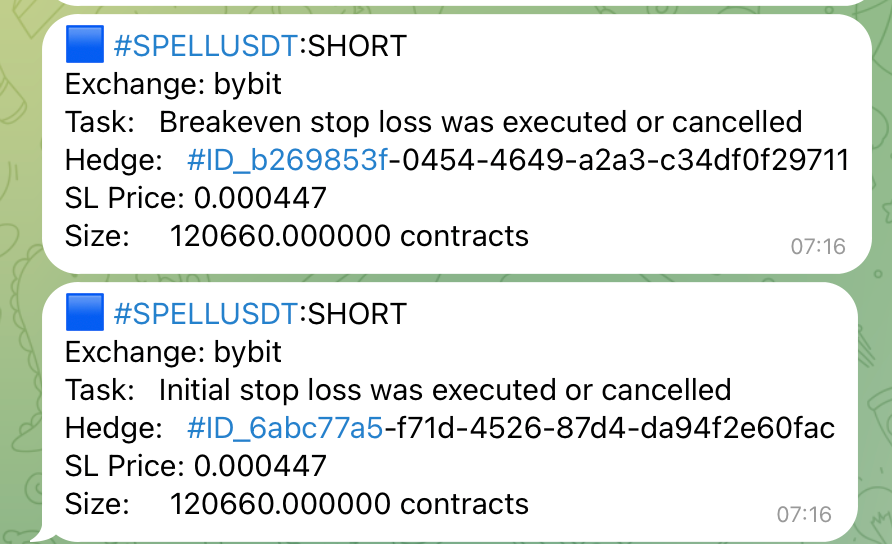 #SPELLUSDT:SHORT
Exchange: bybit
Task: Breakeven stop loss was executed or cancelled
Hedge: #ID_b269853f-0454-4649-a2a3-c34df0f29711
SL Price: 0.000447
Size: 120660.000000 contracts
07:16
#SPELLUSDT:SHORT
Exchange: bybit
Task: Initial stop loss was executed or cancelled
Hedge: #ID_6abc77a5-f71d-4526-87d4-da94f2e60fac
SL Price: 0.000447
Size: 120660.000000 contracts
07:16